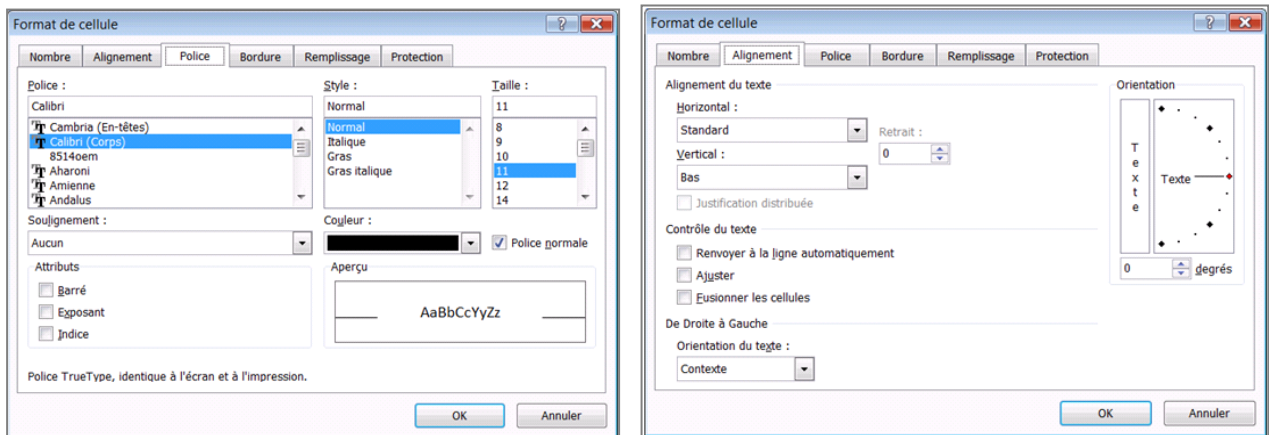 Format de cellule
Nombre Alignement Police Bordure Remplissage Protection
Police : Style : Taille :
Calibri Normal 11
Cambria (En-têtes) Normal 8
Calibri (Corps) Italique 9
8514oem Gras 10
Aharoni Gras italique 11
Amienne 12
Andalus 14
Soulignement : Couleur :
Aucun Police normale
Attributs Aperçu
Barré
Exposant AaBbCcYyZz
Indice
Police TrueType, identique à l'écran et à l'impression.
OK Annuler
Format de cellule
Nombre Alignement Police Bordure Remplissage Protection
Alignement du texte Orientation
Horizontal :
Standard Retrait :
Vertical : 0
Bas
Texte Texte
Justification distribuée
Contrôle du texte
Renvoyer à la ligne automatiquement
Ajuster 0 degrés
Fusionner les cellules
De Droite à Gauche
Orientation du texte :
Contexte
OK Annuler